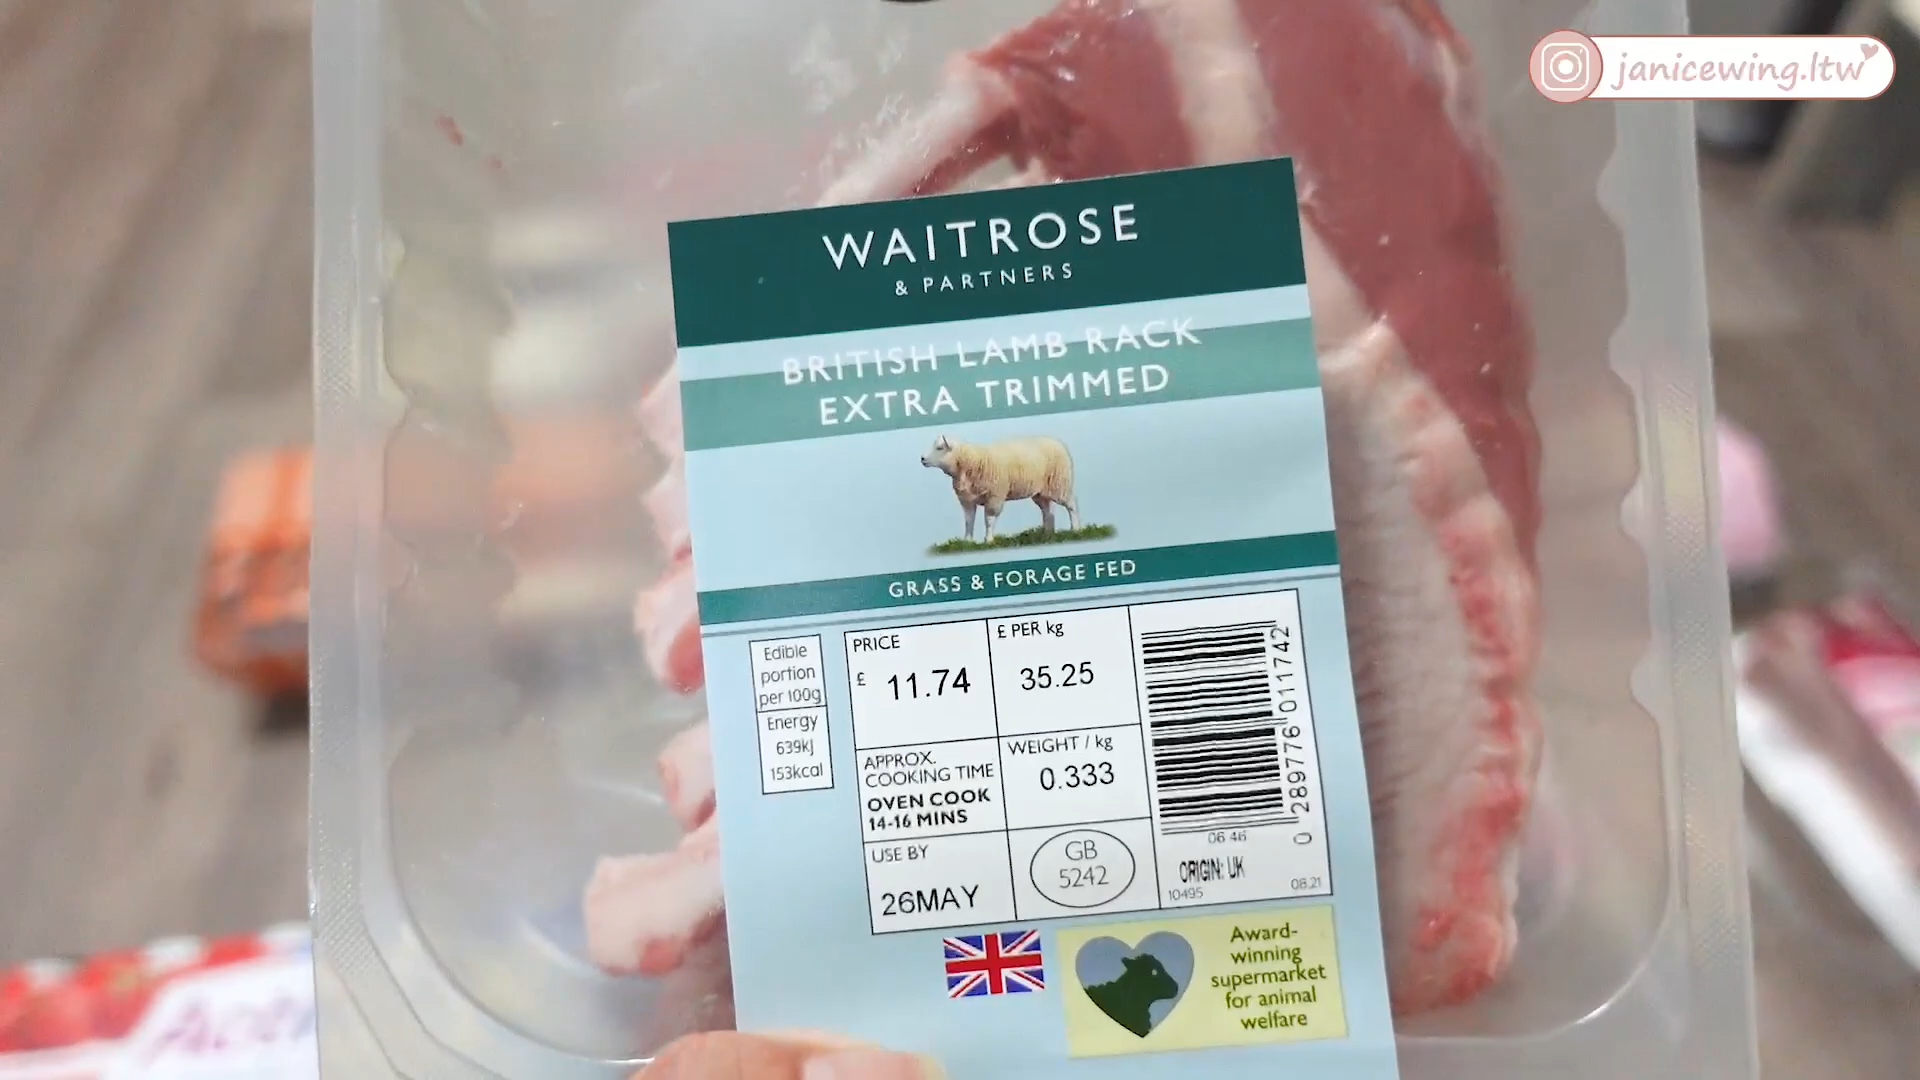 janicewing.ltw
WAITROSE
& PARTNERS
BRITISH LAMB RACK
EXTRA TRIMMED
GRASS & FORAGE FED
Edible
portion
per 100g
Energy
639kJ
153kcal
PRICE
£ 11.74
£ PER kg
35.25
APPROX.
COOKING TIME
OVEN COOK
14-16 MINS
WEIGHT / kg
0.333
USE BY
26MAY
GB
5242
0 289776 011742
06 46
ORIGIN: UK
10495
08.21
Award-
winning
supermarket
for animal
welfare